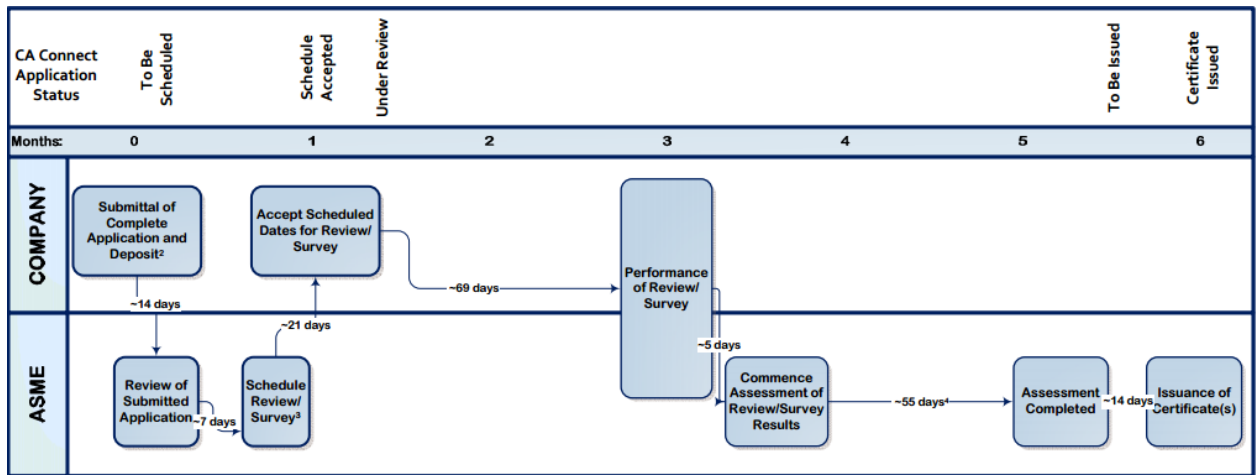 CA Connect
Application
Status
To Be
Scheduled
Schedule
Accepted
Under Review
To Be Issued
Certificate
Issued
Months: 0 1 2 3 4 5 6
COMPANY
Submittal of
Complete
Application and
Deposit²
Accept Scheduled
Dates for Review/
Survey
Performance
of Review/
Survey
~14 days
~21 days
~69 days
~5 days
ASME
Review of
Submitted
Application
~7 days
Schedule
Review/
Survey³
Commence
Assessment of
Review/Survey
Results
~55 days⁴
Assessment
Completed
~14 days
Issuance of
Certificate(s)